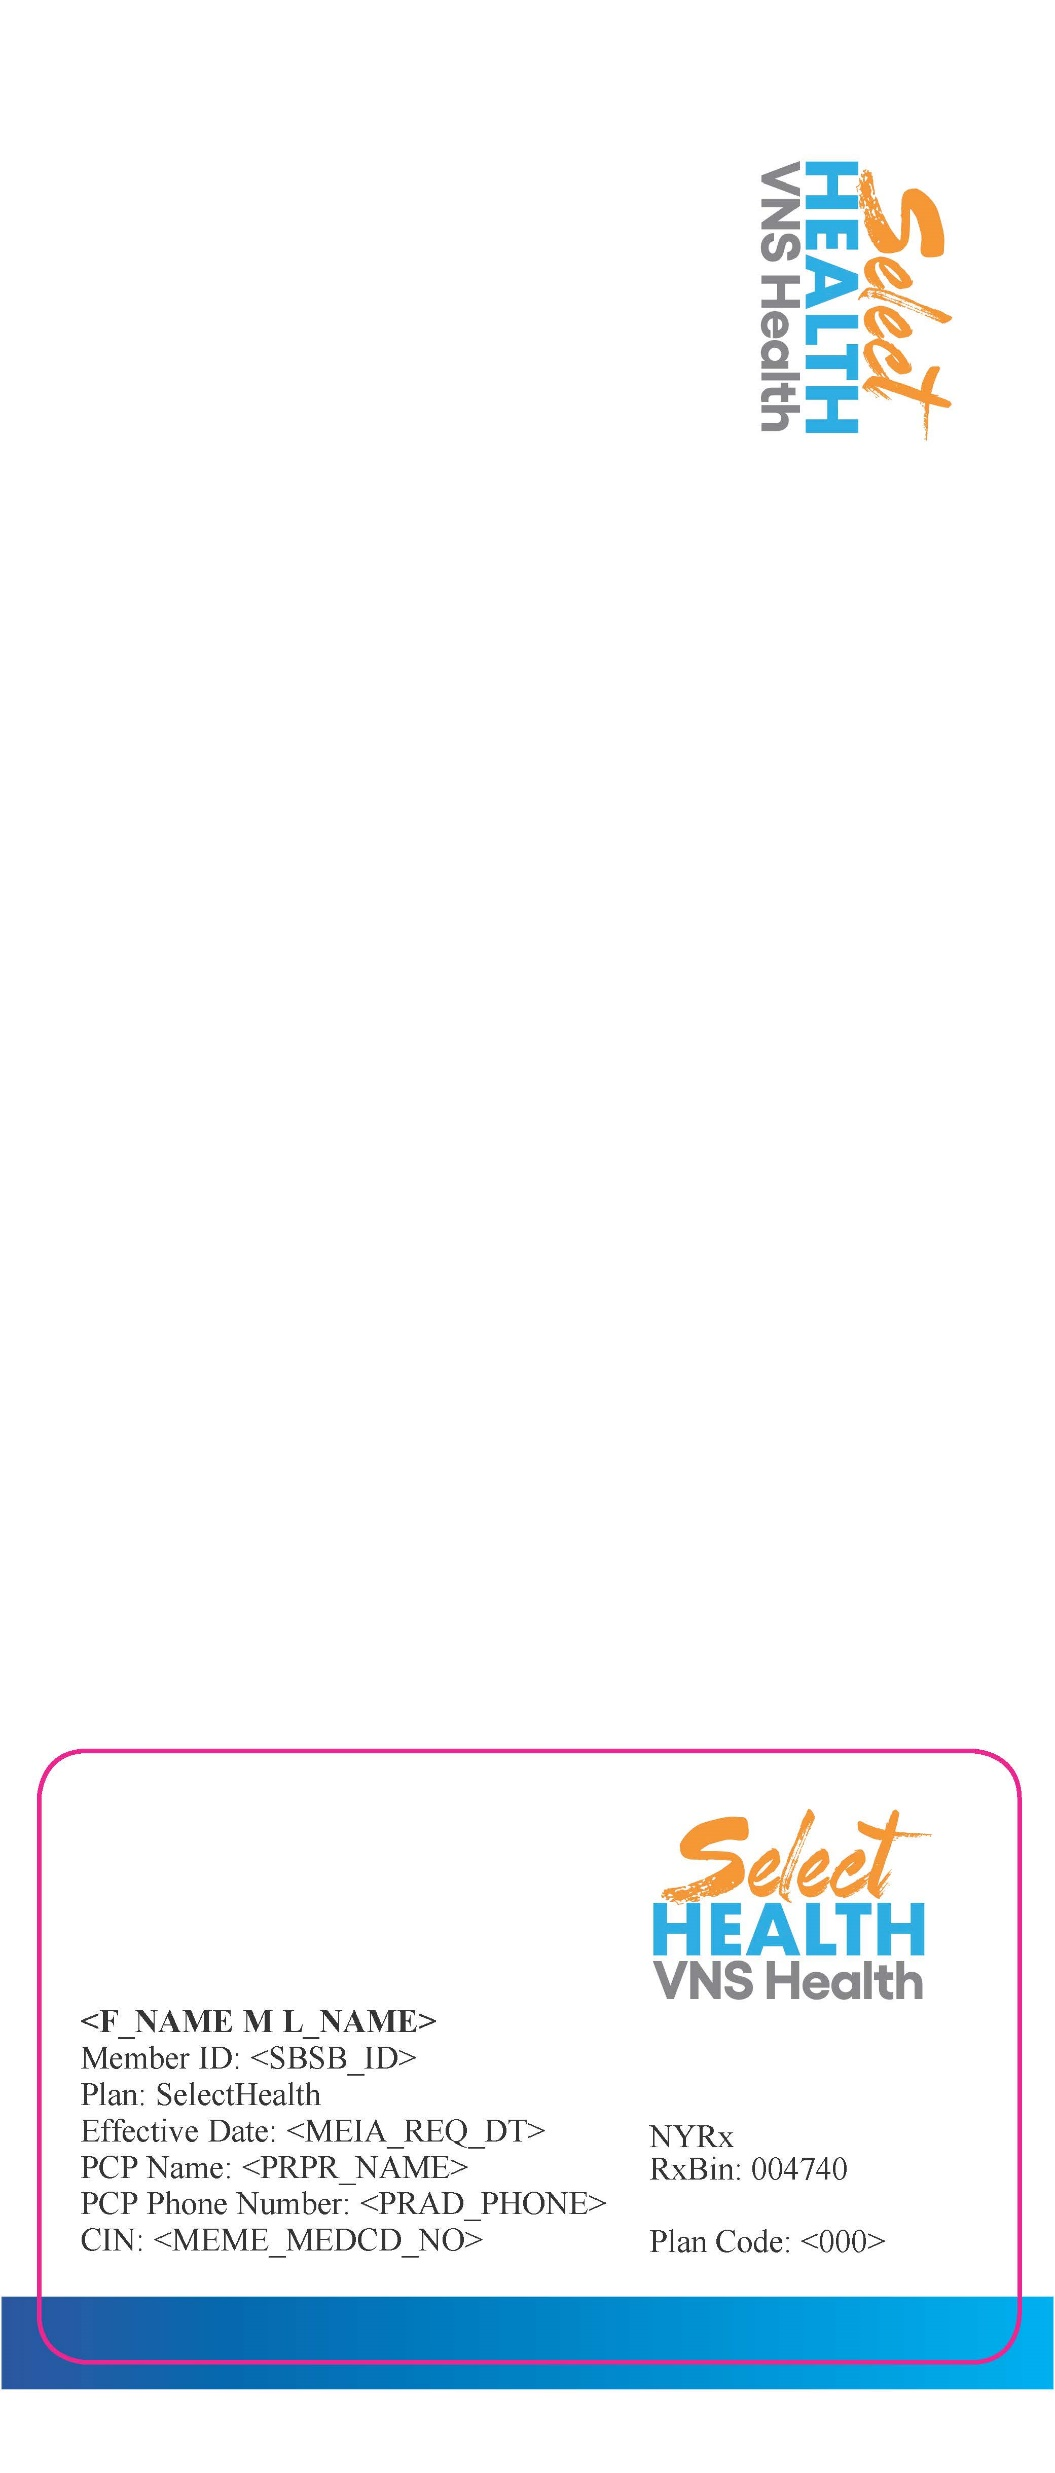 Select
HEALTH
VNS Health
Select
HEALTH
VNS Health
<F_NAME M L_NAME>
Member ID: <SBSB_ID>
Plan: SelectHealth
Effective Date: <MEIA_REQ_DT>
PCP Name: <PRPR_NAME>
PCP Phone Number: <PRAD_PHONE>
CIN: <MEME_MEDCD_NO>
NYRx
RxBin: 004740
Plan Code: <000>